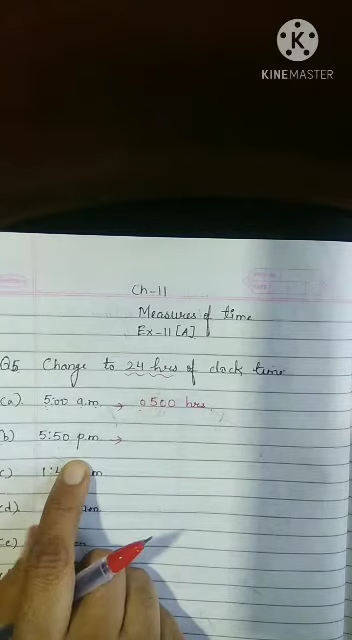 K
KINEMASTER
Ch-11
Measures of time
Ex-11 [A]
Q5 Change to 24 hrs of clock time
(a) 5:00 a.m → 0500 hrs
(b) 5:50 p.m →
(c)
(d)
(e)